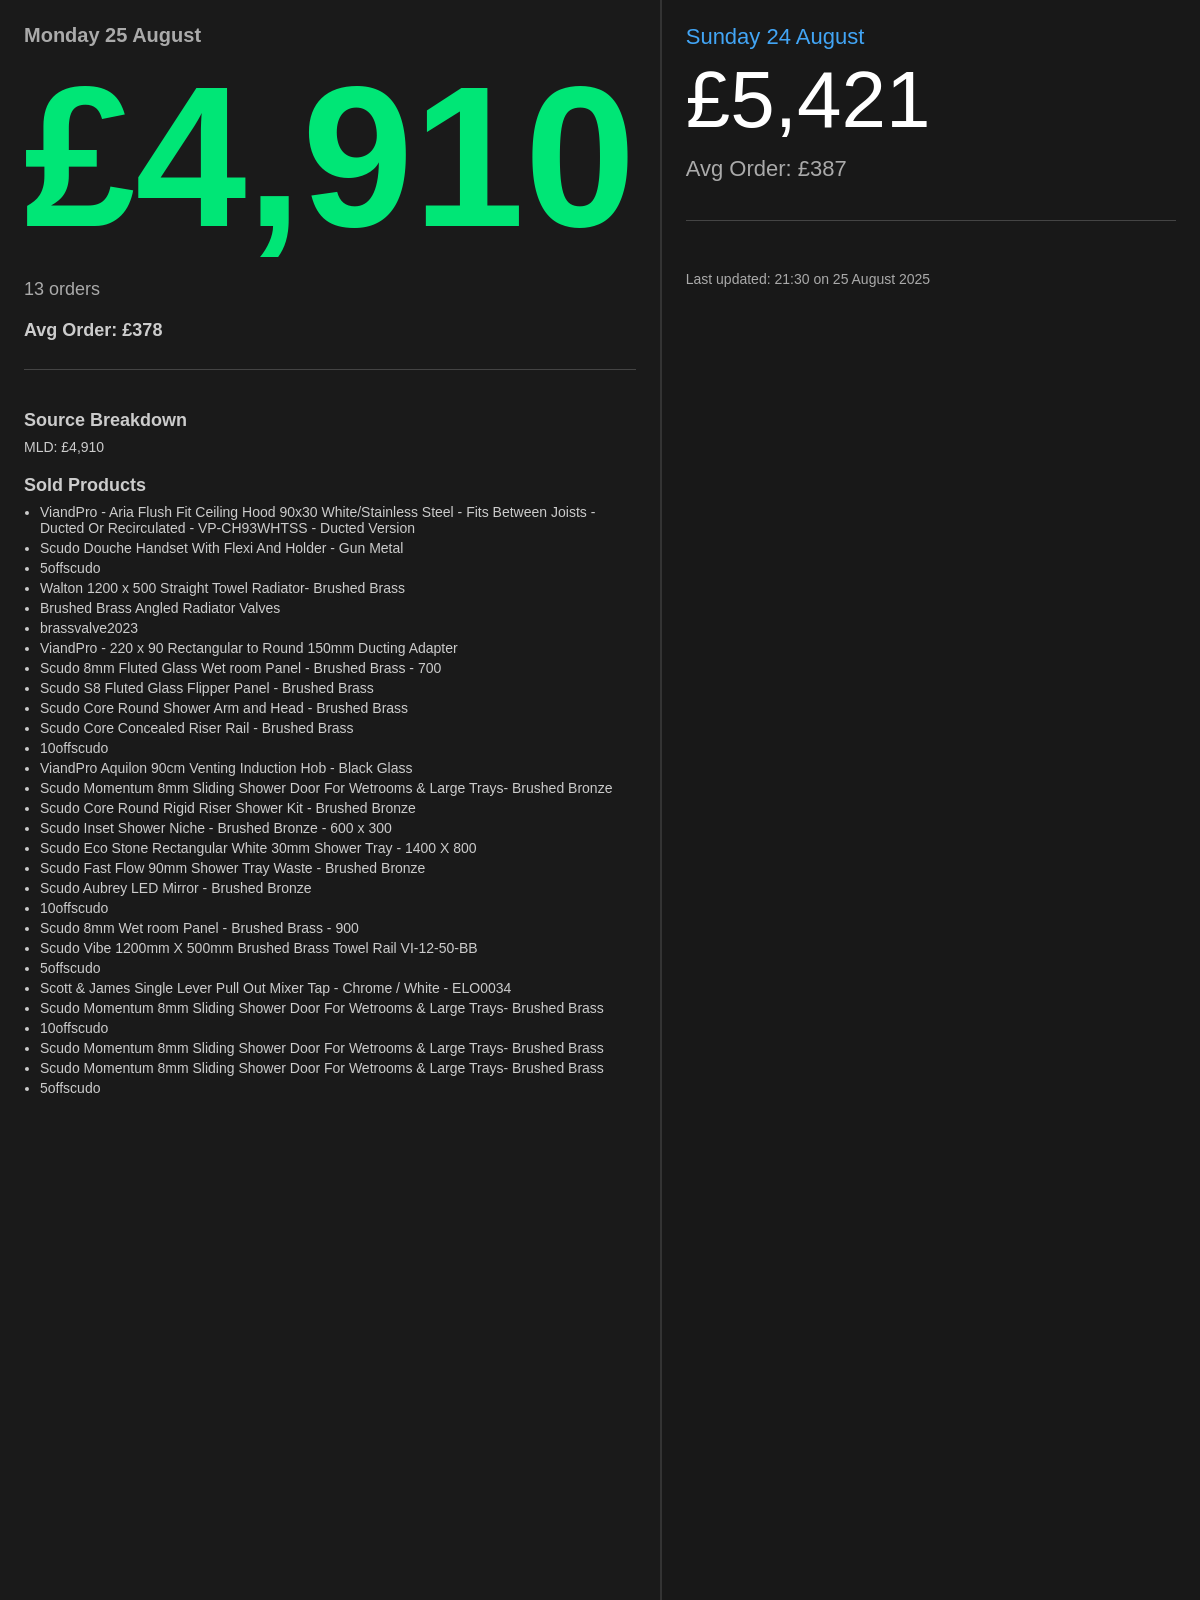 Monday 25 August
£4,910
13 orders
Avg Order: £378
Source Breakdown
MLD: £4,910
Sold Products
ViandPro - Aria Flush Fit Ceiling Hood 90x30 White/Stainless Steel - Fits Between Joists -
Ducted Or Recirculated - VP-CH93WHTSS - Ducted Version
Scudo Douche Handset With Flexi And Holder - Gun Metal
5offscudo
Walton 1200 x 500 Straight Towel Radiator- Brushed Brass
Brushed Brass Angled Radiator Valves
brassvalve2023
ViandPro - 220 x 90 Rectangular to Round 150mm Ducting Adapter
Scudo 8mm Fluted Glass Wet room Panel - Brushed Brass - 700
Scudo S8 Fluted Glass Flipper Panel - Brushed Brass
Scudo Core Round Shower Arm and Head - Brushed Brass
Scudo Core Concealed Riser Rail - Brushed Brass
10offscudo
ViandPro Aquilon 90cm Venting Induction Hob - Black Glass
Scudo Momentum 8mm Sliding Shower Door For Wetrooms & Large Trays- Brushed Bronze
Scudo Core Round Rigid Riser Shower Kit - Brushed Bronze
Scudo Inset Shower Niche - Brushed Bronze - 600 x 300
Scudo Eco Stone Rectangular White 30mm Shower Tray - 1400 X 800
Scudo Fast Flow 90mm Shower Tray Waste - Brushed Bronze
Scudo Aubrey LED Mirror - Brushed Bronze
10offscudo
Scudo 8mm Wet room Panel - Brushed Brass - 900
Scudo Vibe 1200mm X 500mm Brushed Brass Towel Rail VI-12-50-BB
5offscudo
Scott & James Single Lever Pull Out Mixer Tap - Chrome / White - ELO0034
Scudo Momentum 8mm Sliding Shower Door For Wetrooms & Large Trays- Brushed Brass
10offscudo
Scudo Momentum 8mm Sliding Shower Door For Wetrooms & Large Trays- Brushed Brass
Scudo Momentum 8mm Sliding Shower Door For Wetrooms & Large Trays- Brushed Brass
5offscudo
Sunday 24 August
£5,421
Avg Order: £387
Last updated: 21:30 on 25 August 2025